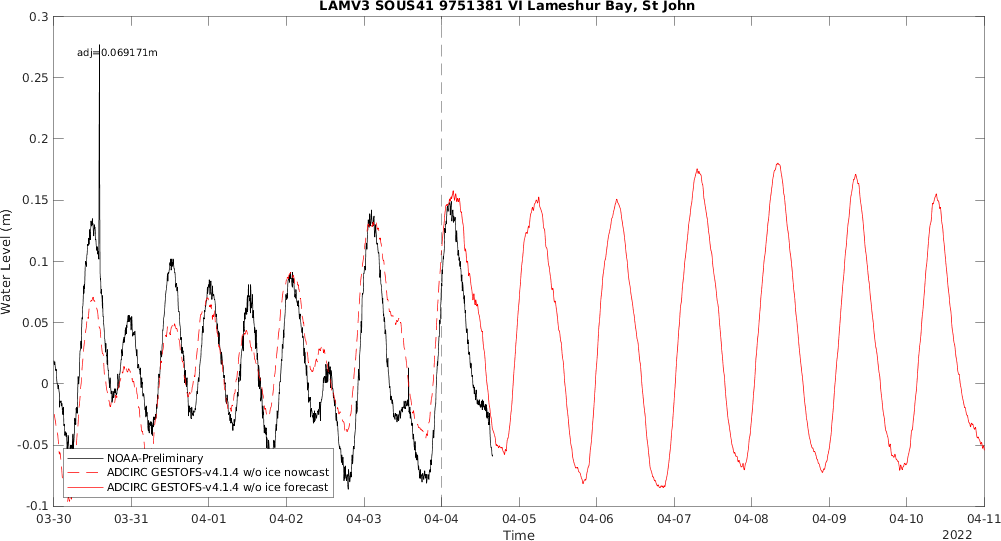 LAMV3 SOUS41 9751381 VI Lameshur Bay, St John
0.3
0.25
0.2
0.15
0.1
0.05
0
-0.05
-0.1
Water Level (m)
adj=0.069171m
NOAA-Preliminary
ADCIRC GESTOFS-v4.1.4 w/o ice nowcast
ADCIRC GESTOFS-v4.1.4 w/o ice forecast
03-30 03-31 04-01 04-02 04-03 04-04 04-05 04-06 04-07 04-08 04-09 04-10 04-11
Time
2022